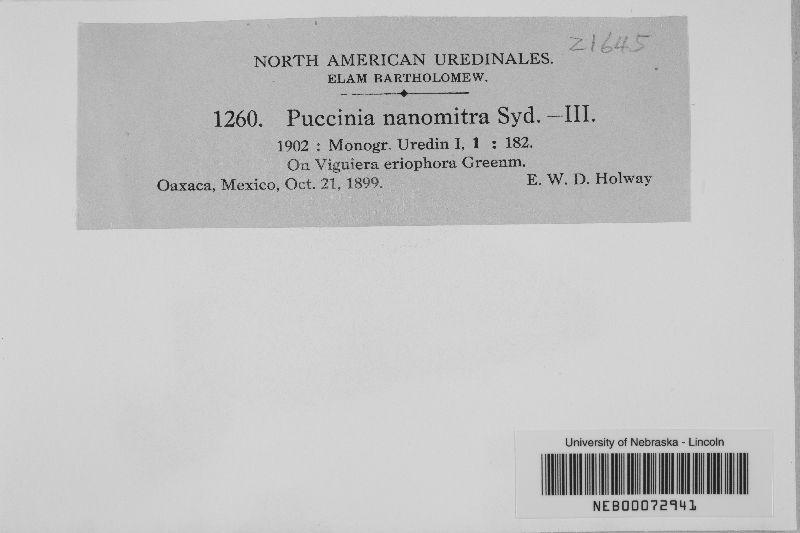 21645
NORTH AMERICAN UREDINALES.
ELAM BARTHOLOMEW.
1260. Puccinia nanomitra Syd. —III.
1902 : Monogr. Uredin I, 1 : 182.
On Viguiera eriophora Greenm.
Oaxaca, Mexico, Oct. 21, 1899. E. W. D. Holway
University of Nebraska - Lincoln
NEB00072941